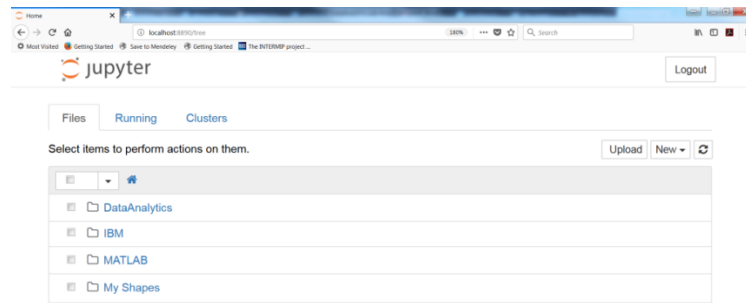 Home
localhost:8890/tree
180%
Search
Most Visited Getting Started Save to Mendeley Getting Started The INTERMIP project ...
jupyter
Logout
Files Running Clusters
Select items to perform actions on them.
Upload New
DataAnalytics
IBM
MATLAB
My Shapes